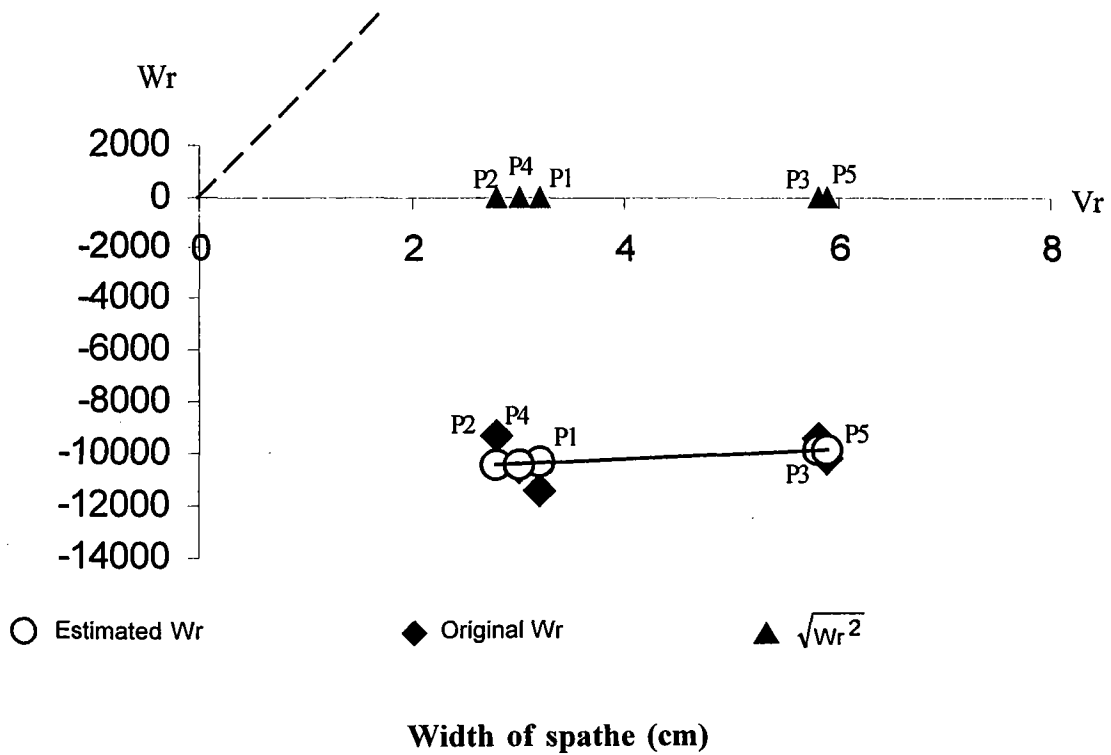 Wr
2000
P2 P4 P1 P3 P5
0
Vr
0 2 4 6 8
-2000
-4000
-6000
-8000
P2 P4 P1 P5
-10000
P3
-12000
-14000
Estimated Wr Original Wr √Wr²
Width of spathe (cm)